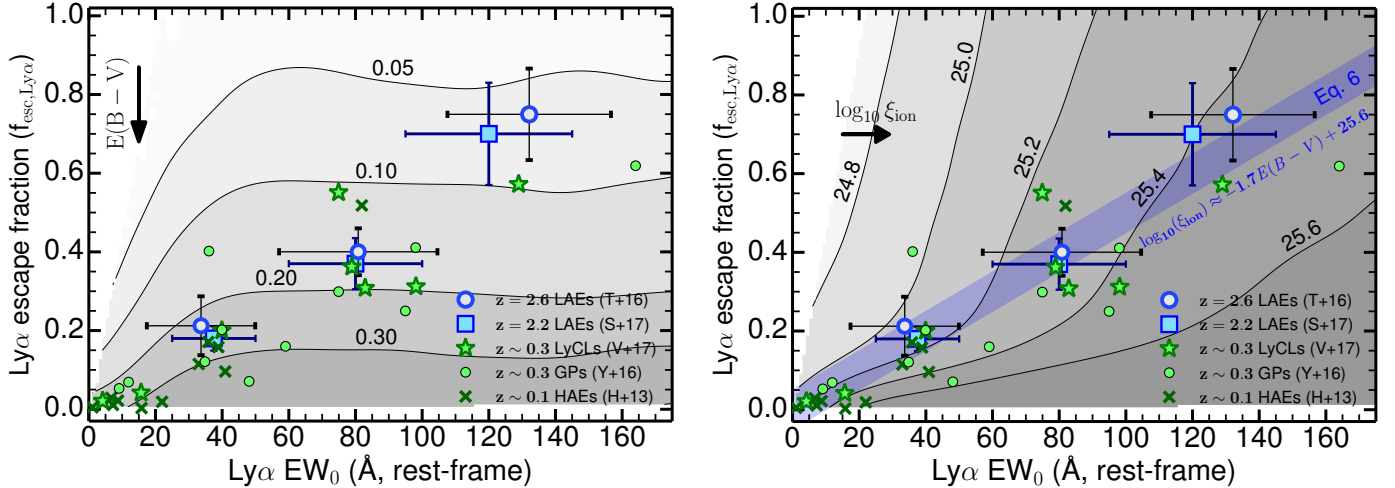 Lyα escape fraction (f_esc,Lyα)
0.0
0.2
0.4
0.6
0.8
E(B − V)
0.05
0.10
0.20
0.30
z = 2.6 LAEs (T+16)
z = 2.2 LAEs (S+17)
z ∼ 0.3 LyCLs (V+17)
z ∼ 0.3 GPs (Y+16)
z ∼ 0.1 HAEs (H+13)
0 20 40 60 80 100 120 140 160
Lyα EW₀ (Å, rest-frame)
Lyα escape fraction (f_esc,Lyα)
0.0
0.2
0.4
0.6
0.8
log₁₀ ξ_ion
24.8
25.0
25.2
25.4
25.6
Eq. 6
log₁₀(ξ_ion) ≈ −1.7E(B − V) + 25.6
z = 2.6 LAEs (T+16)
z = 2.2 LAEs (S+17)
z ∼ 0.3 LyCLs (V+17)
z ∼ 0.3 GPs (Y+16)
z ∼ 0.1 HAEs (H+13)
0 20 40 60 80 100 120 140 160
Lyα EW₀ (Å, rest-frame)